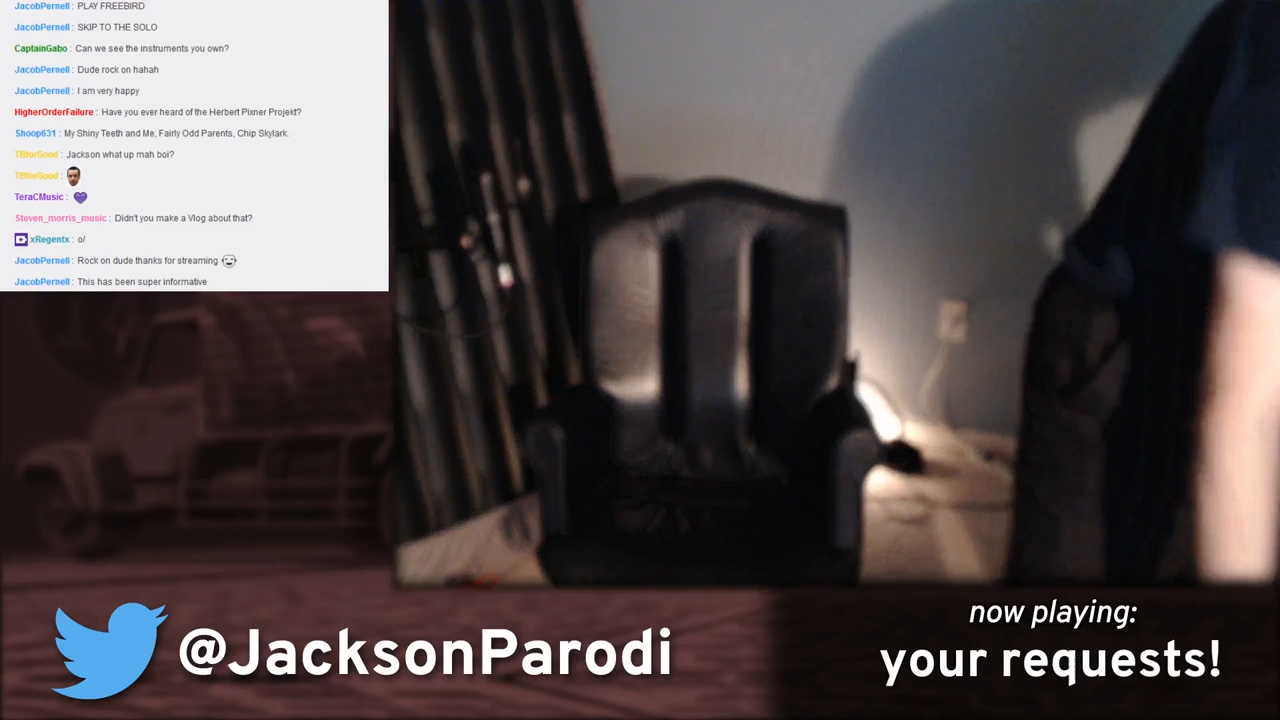 JacobPernell : PLAY FREEBIRD
JacobPernell : SKIP TO THE SOLO
CaptainGabo : Can we see the instruments you own?
JacobPernell : Dude rock on hahah
JacobPernell : I am very happy
HigherOrderFailure : Have you ever heard of the Herbert Pixner Projekt?
Shoop631 : My Shiny Teeth and Me, Fairly Odd Parents, Chip Skylark.
TBforGood : Jackson what up mah boi?
TBforGood :
TeraCMusic :
Steven_morris_music : Didn't you make a Vlog about that?
xRegentx : o/
JacobPernell : Rock on dude thanks for streaming
JacobPernell : This has been super informative
@JacksonParodi
now playing:
your requests!